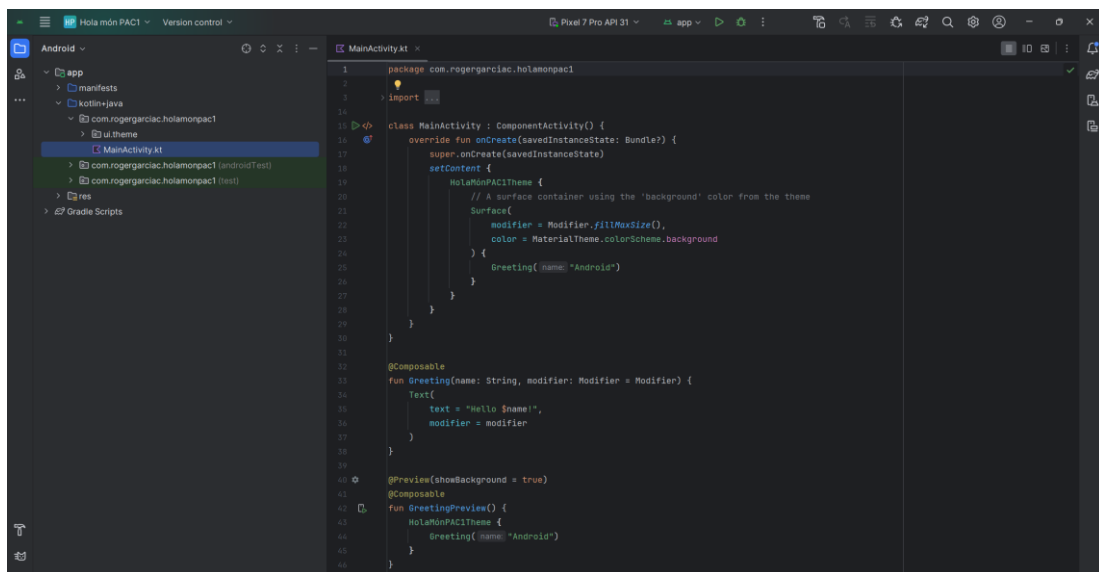 HP Hola món PAC1 Version control Pixel 7 Pro API 31 app
Android
app
manifests
kotlin+java
com.rogergarciac.holamonpac1
ui.theme
MainActivity.kt
com.rogergarciac.holamonpac1 (androidTest)
com.rogergarciac.holamonpac1 (test)
res
Gradle Scripts
MainActivity.kt
1 package com.rogergarciac.holamonpac1
2
3 import ...
14
15 class MainActivity : ComponentActivity() {
16 override fun onCreate(savedInstanceState: Bundle?) {
17 super.onCreate(savedInstanceState)
18 setContent {
19 HolaMónPAC1Theme {
20 // A surface container using the 'background' color from the theme
21 Surface(
22 modifier = Modifier.fillMaxSize(),
23 color = MaterialTheme.colorScheme.background
24 ) {
25 Greeting( name: "Android")
26 }
27 }
28 }
29 }
30 }
31
32 @Composable
33 fun Greeting(name: String, modifier: Modifier = Modifier) {
34 Text(
35 text = "Hello $name!",
36 modifier = modifier
37 )
38 }
39
40 @Preview(showBackground = true)
41 @Composable
42 fun GreetingPreview() {
43 HolaMónPAC1Theme {
44 Greeting( name: "Android")
45 }
46 }